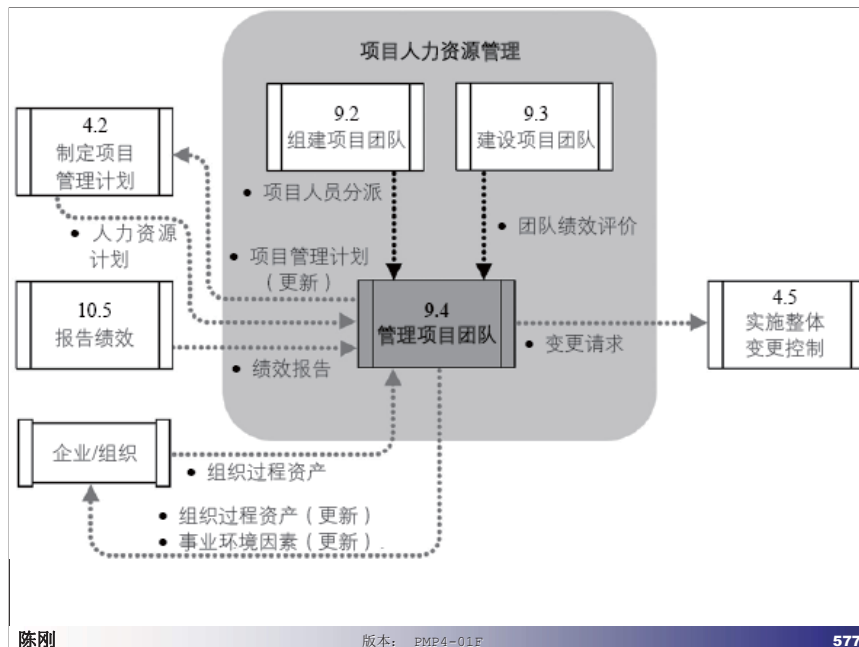 项目人力资源管理
9.2
组建项目团队
9.3
建设项目团队
4.2
制定项目
管理计划
• 项目人员分派
• 团队绩效评价
• 人力资源
计划
• 项目管理计划
（更新）
10.5
报告绩效
9.4
管理项目团队
4.5
实施整体
变更控制
• 变更请求
• 绩效报告
企业/组织
• 组织过程资产
• 组织过程资产（更新）
• 事业环境因素（更新）.
陈刚
版本： PMP4-01F
577